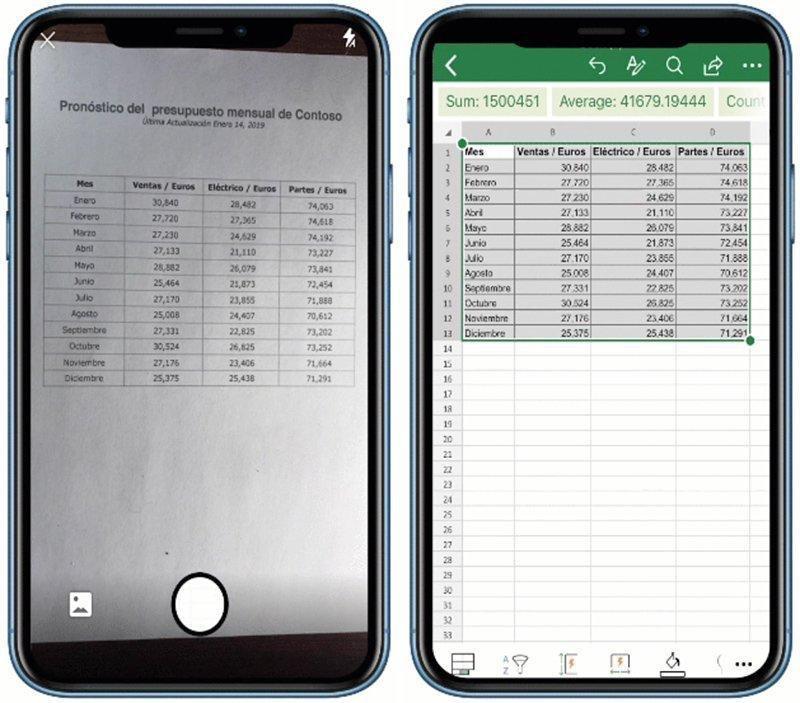 Pronóstico del presupuesto mensual de Contoso
Última Actualización Enero 14, 2019
Mes Ventas / Euros Eléctrico / Euros Partes / Euros
Enero 30,840 28,482 74,063
Febrero 27,720 27,365 74,618
Marzo 27,230 24,629 74,192
Abril 27,133 21,110 73,227
Mayo 28,882 26,079 73,841
Junio 25,464 21,873 72,454
Julio 27,170 23,855 71,888
Agosto 25,008 24,407 70,612
Septiembre 27,331 22,825 73,202
Octubre 30,524 26,825 73,252
Noviembre 27,176 23,406 71,664
Diciembre 25,375 25,438 71,291
Sum: 1500451 Average: 41679.19444 Count
A B C D
1 Mes Ventas / Euros Eléctrico / Euros Partes / Euros
2 Enero 30,840 28,482 74,063
3 Febrero 27,720 27,365 74,618
4 Marzo 27,230 24,629 74,192
5 Abril 27,133 21,110 73,227
6 Mayo 28,882 26,079 73,841
7 Junio 25,464 21,873 72,454
8 Julio 27,170 23,855 71,888
9 Agosto 25,008 24,407 70,612
10 Septiembre 27,331 22,825 73,202
11 Octubre 30,524 26,825 73,252
12 Noviembre 27,176 23,406 71,664
13 Diciembre 25,375 25,438 71,291
14
15
16
17
18
19
20
21
22
23
24
25
26
27
28
29
30
31
32
33
A
Z